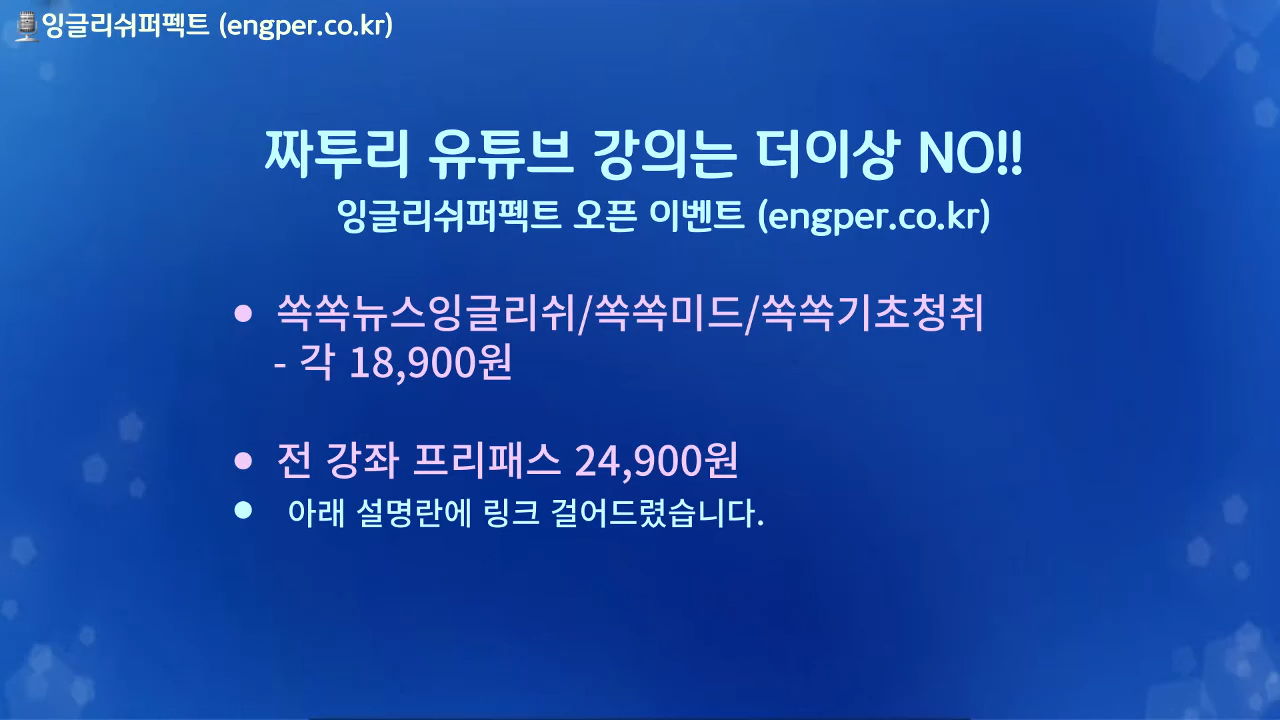 잉글리쉬퍼펙트 (engper.co.kr)
짜투리 유튜브 강의는 더이상 NO!!
잉글리쉬퍼펙트 오픈 이벤트 (engper.co.kr)
● 쏙쏙뉴스잉글리쉬/쏙쏙미드/쏙쏙기초청취
- 각 18,900원
● 전 강좌 프리패스 24,900원
● 아래 설명란에 링크 걸어드렸습니다.